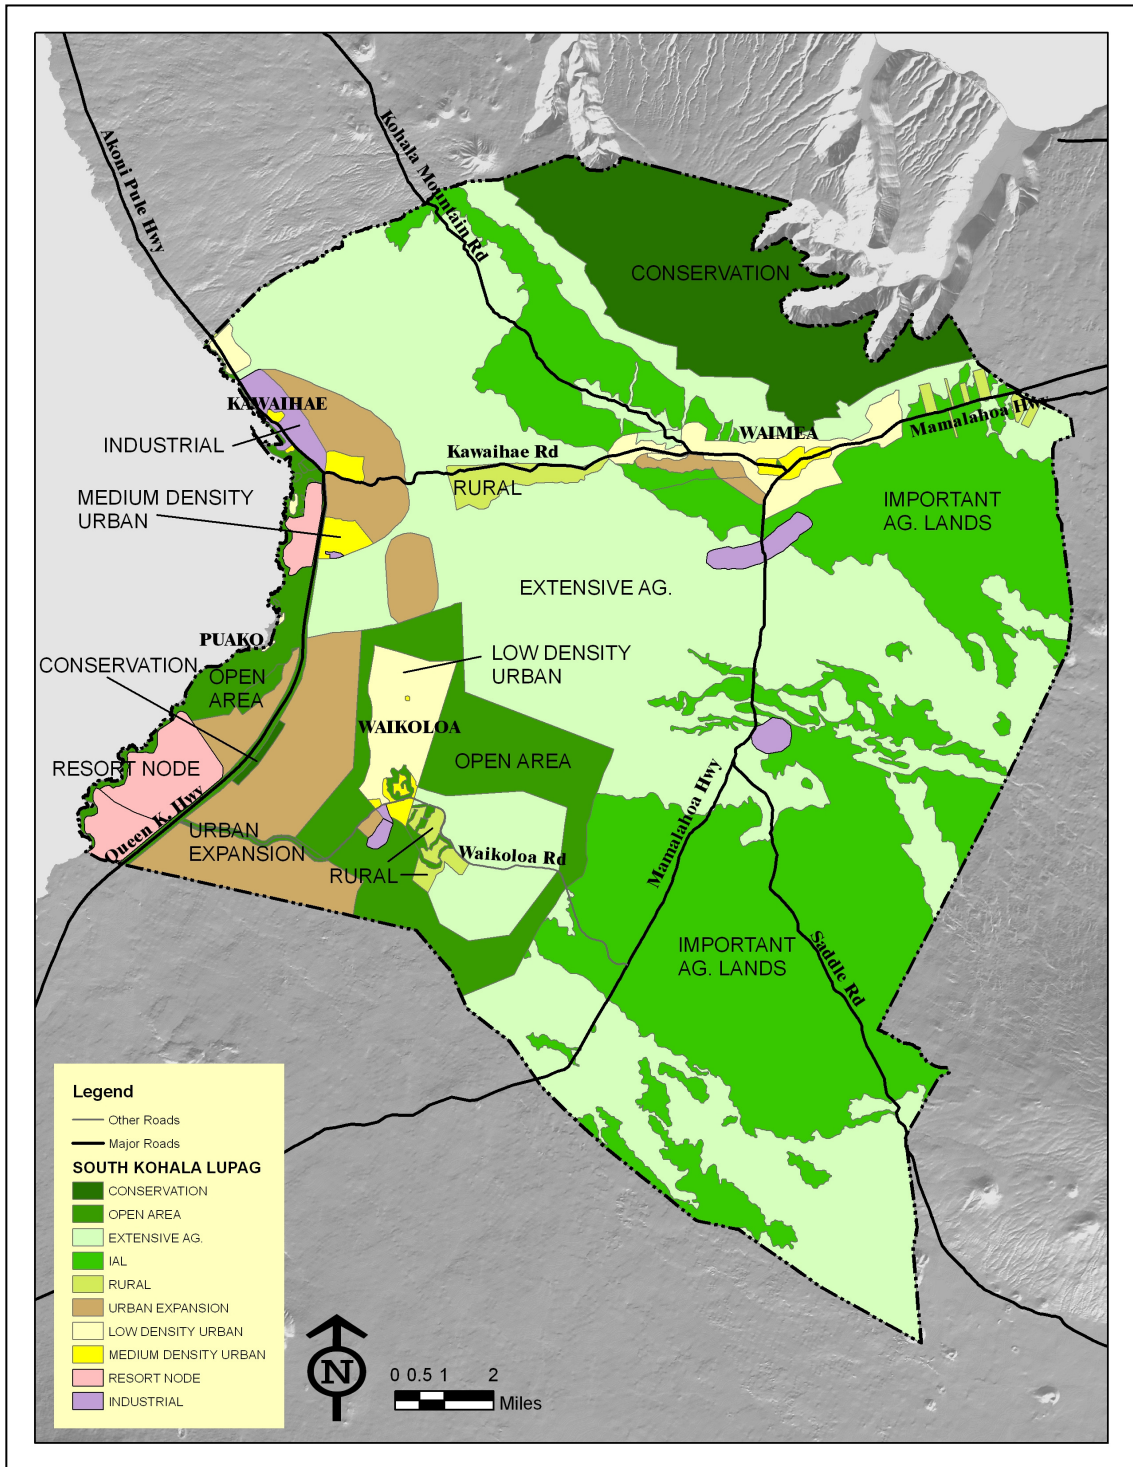 Akoni Pule Hwy
Kohala Mountain Rd
CONSERVATION
KAWAIHAE
INDUSTRIAL
WAIMEA
Mamalahoa Hwy
Kawaihae Rd
RURAL
MEDIUM DENSITY
URBAN
IMPORTANT
AG. LANDS
EXTENSIVE AG.
PUAKO
CONSERVATION
OPEN
AREA
LOW DENSITY
URBAN
WAIKOLOA
OPEN AREA
RESORT NODE
Queen K. Hwy
URBAN
EXPANSION
RURAL
Waikoloa Rd
Mamalahoa Hwy
IMPORTANT
AG. LANDS
Saddle Rd
Legend
Other Roads
Major Roads
SOUTH KOHALA LUPAG
CONSERVATION
OPEN AREA
EXTENSIVE AG.
IAL
RURAL
URBAN EXPANSION
LOW DENSITY URBAN
MEDIUM DENSITY URBAN
RESORT NODE
INDUSTRIAL
N
0 0.5 1 2
Miles